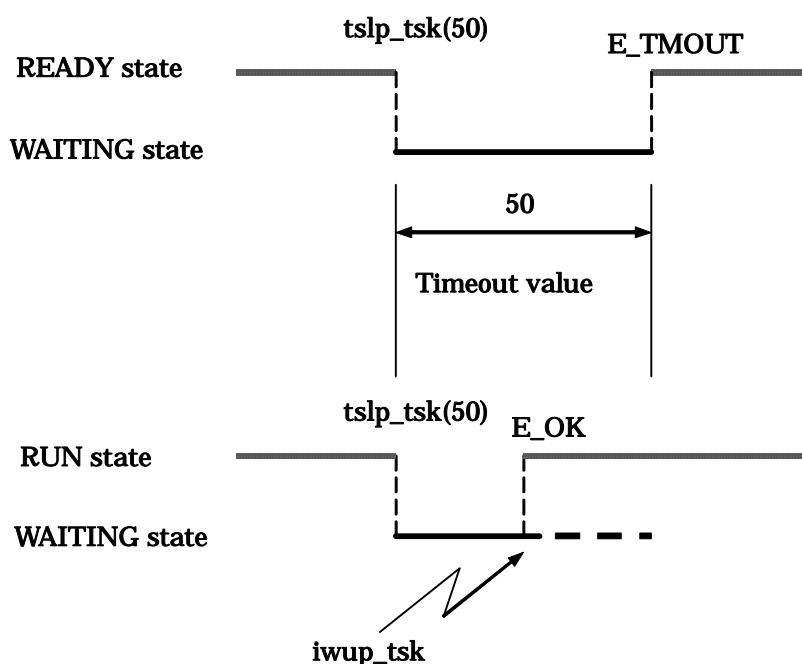 tslp_tsk(50)
E_TMOUT
READY state
WAITING state
50
Timeout value
tslp_tsk(50)
E_OK
RUN state
WAITING state
iwup_tsk